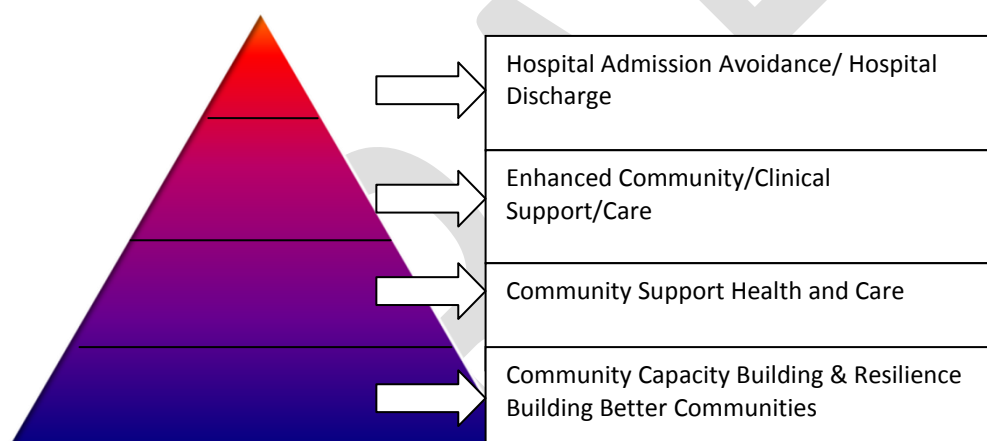 Hospital Admission Avoidance/ Hospital
Discharge
Enhanced Community/Clinical
Support/Care
Community Support Health and Care
Community Capacity Building & Resilience
Building Better Communities